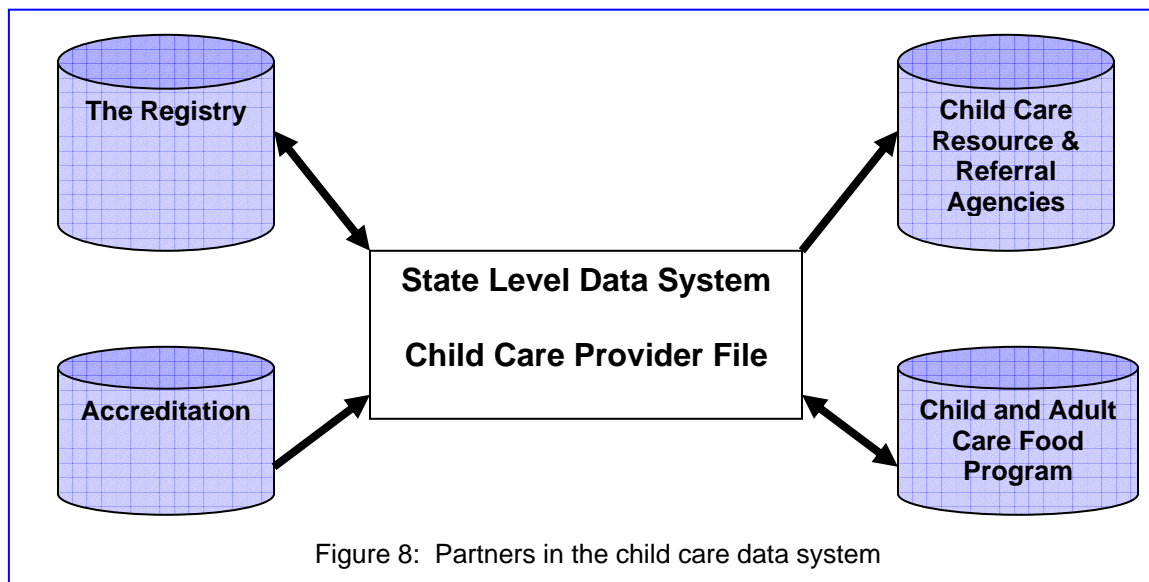 The Registry
Child Care
Resource &
Referral
Agencies
State Level Data System
Child Care Provider File
Accreditation
Child and Adult
Care Food
Program
Figure 8:  Partners in the child care data system